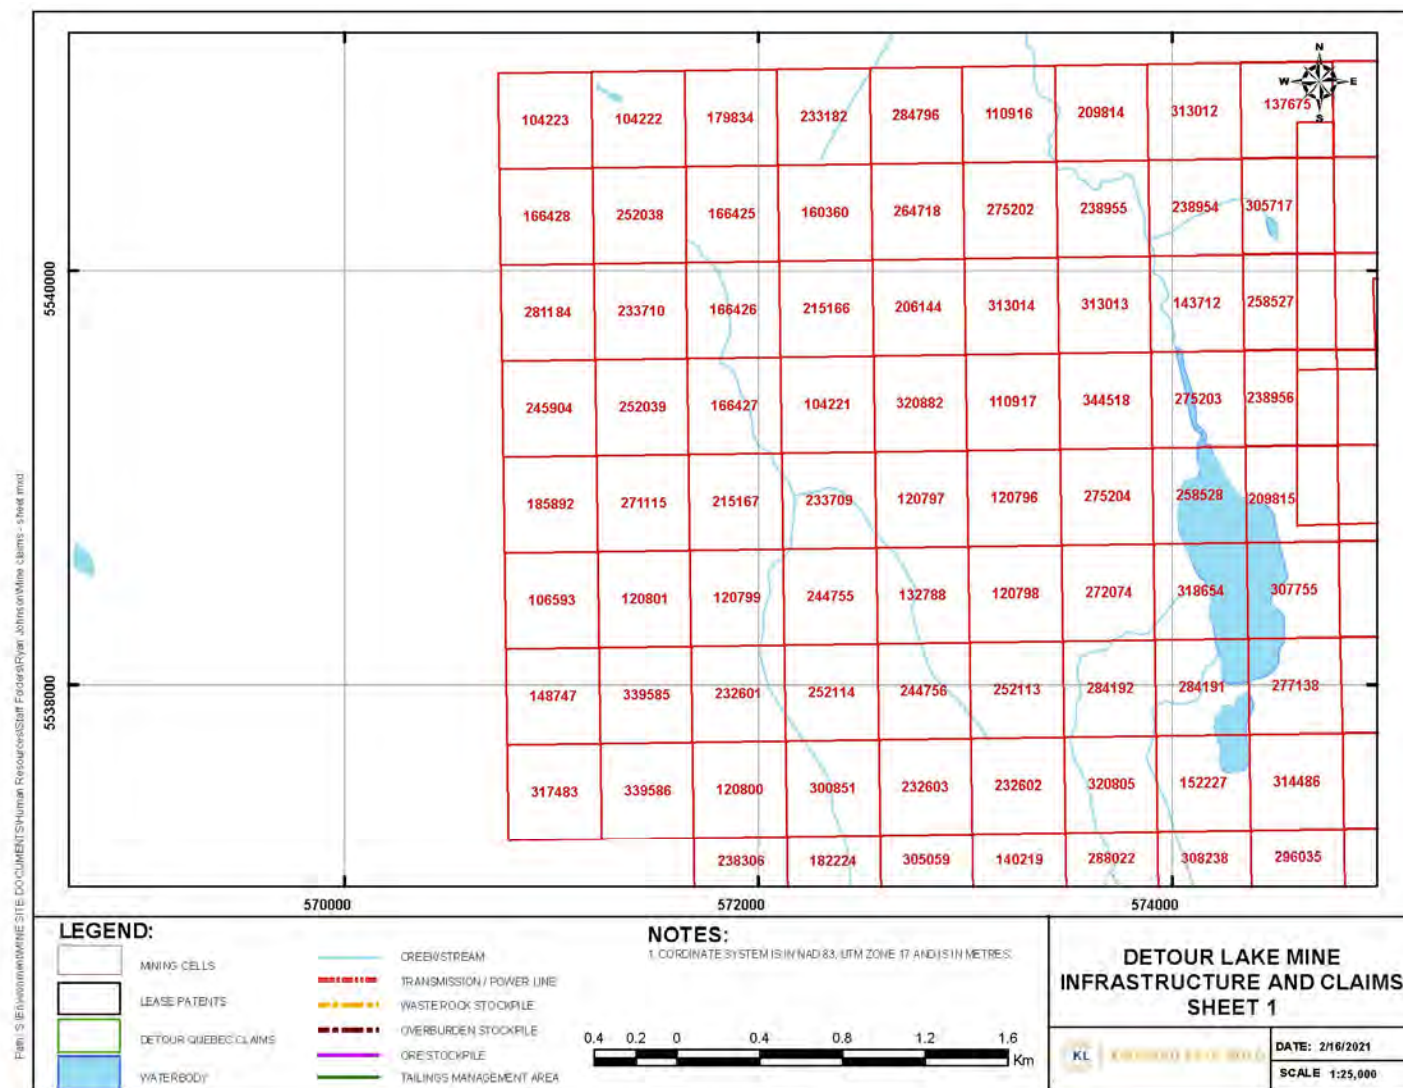 N
W E
S
104223 104222 179834 233182 284796 110916 209814 313012 137675
166428 252038 166425 160360 264718 275202 238955 238954 305717
5540000
281184 233710 166426 215166 206144 313014 313013 143712 258527
245904 252039 166427 104221 320882 110917 344518 275203 238956
185892 271115 215167 233709 120797 120796 275204 258528 209815
106593 120801 120799 244755 132788 120798 272074 318654 307755
5538000
148747 339585 232601 252114 244756 252113 284192 284191 277138
317483 339586 120800 300851 232603 232602 320805 152227 314486
238306 182224 305059 140219 288022 308238 296035
570000 572000 574000
LEGEND:
MINING CELLS
LEASE PATENTS
DETOUR QUEBEC CLAIMS
WATERBODY
CREEK/STREAM
TRANSMISSION / POWER LINE
WASTE ROCK STOCKPILE
OVERBURDEN STOCKPILE
ORE STOCKPILE
TAILINGS MANAGEMENT AREA
NOTES:
1. CORDINATE SYSTEM IS IN NAD 83, UTM ZONE 17 AND IS IN METRES.
0.4 0.2 0 0.4 0.8 1.2 1.6
Km
DETOUR LAKE MINE
INFRASTRUCTURE AND CLAIMS
SHEET 1
KL KIRKLAND LAKE GOLD
DATE: 2/16/2021
SCALE 1:25,000